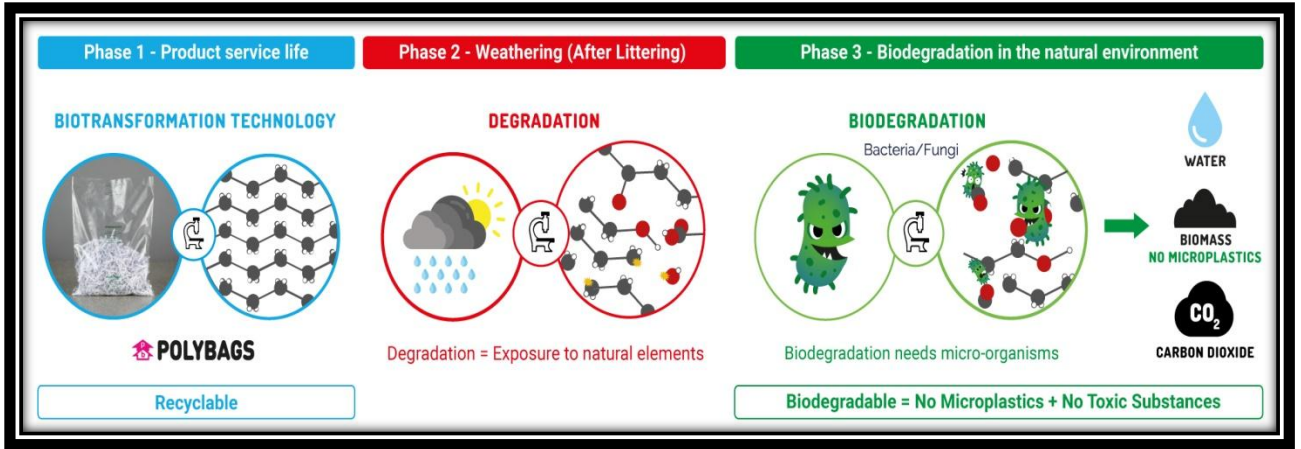 Phase 1 - Product service life
Phase 2 - Weathering (After Littering)
Phase 3 - Biodegradation in the natural environment
BIOTRANSFORMATION TECHNOLOGY
DEGRADATION
BIODEGRADATION
Bacteria/Fungi
WATER
BIOMASS
NO MICROPLASTICS
CO₂
CARBON DIOXIDE
POLYBAGS
Degradation = Exposure to natural elements
Biodegradation needs micro-organisms
Recyclable
Biodegradable = No Microplastics + No Toxic Substances